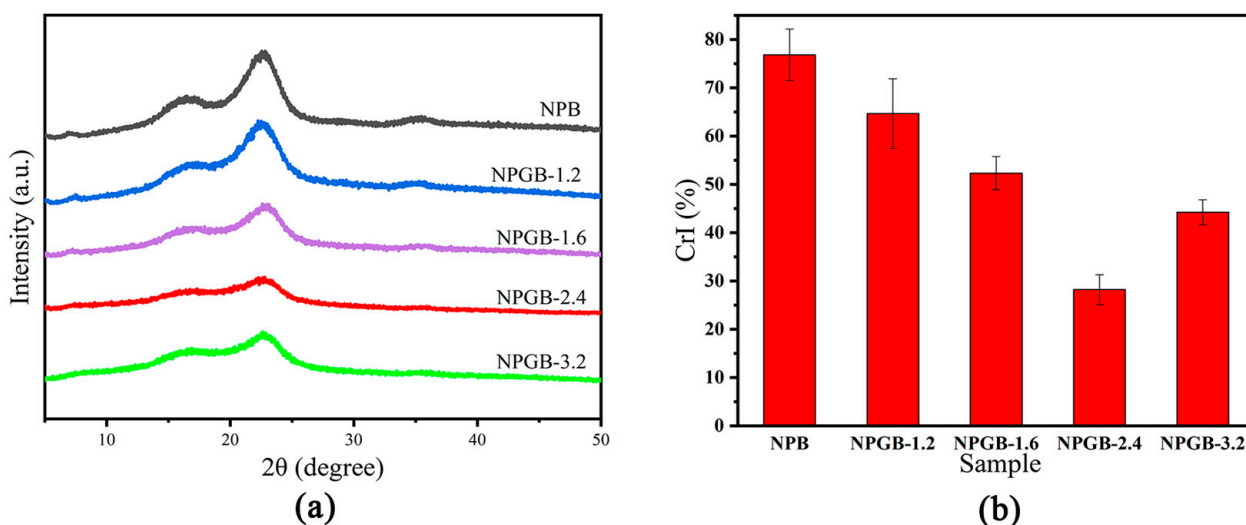 Intensity (a.u.)
NPB
NPGB-1.2
NPGB-1.6
NPGB-2.4
NPGB-3.2
10 20 30 40 50
2θ (degree)
(a)
CrI (%)
80
70
60
50
40
30
20
10
0
NPB NPGB-1.2 NPGB-1.6 NPGB-2.4 NPGB-3.2
Sample
(b)